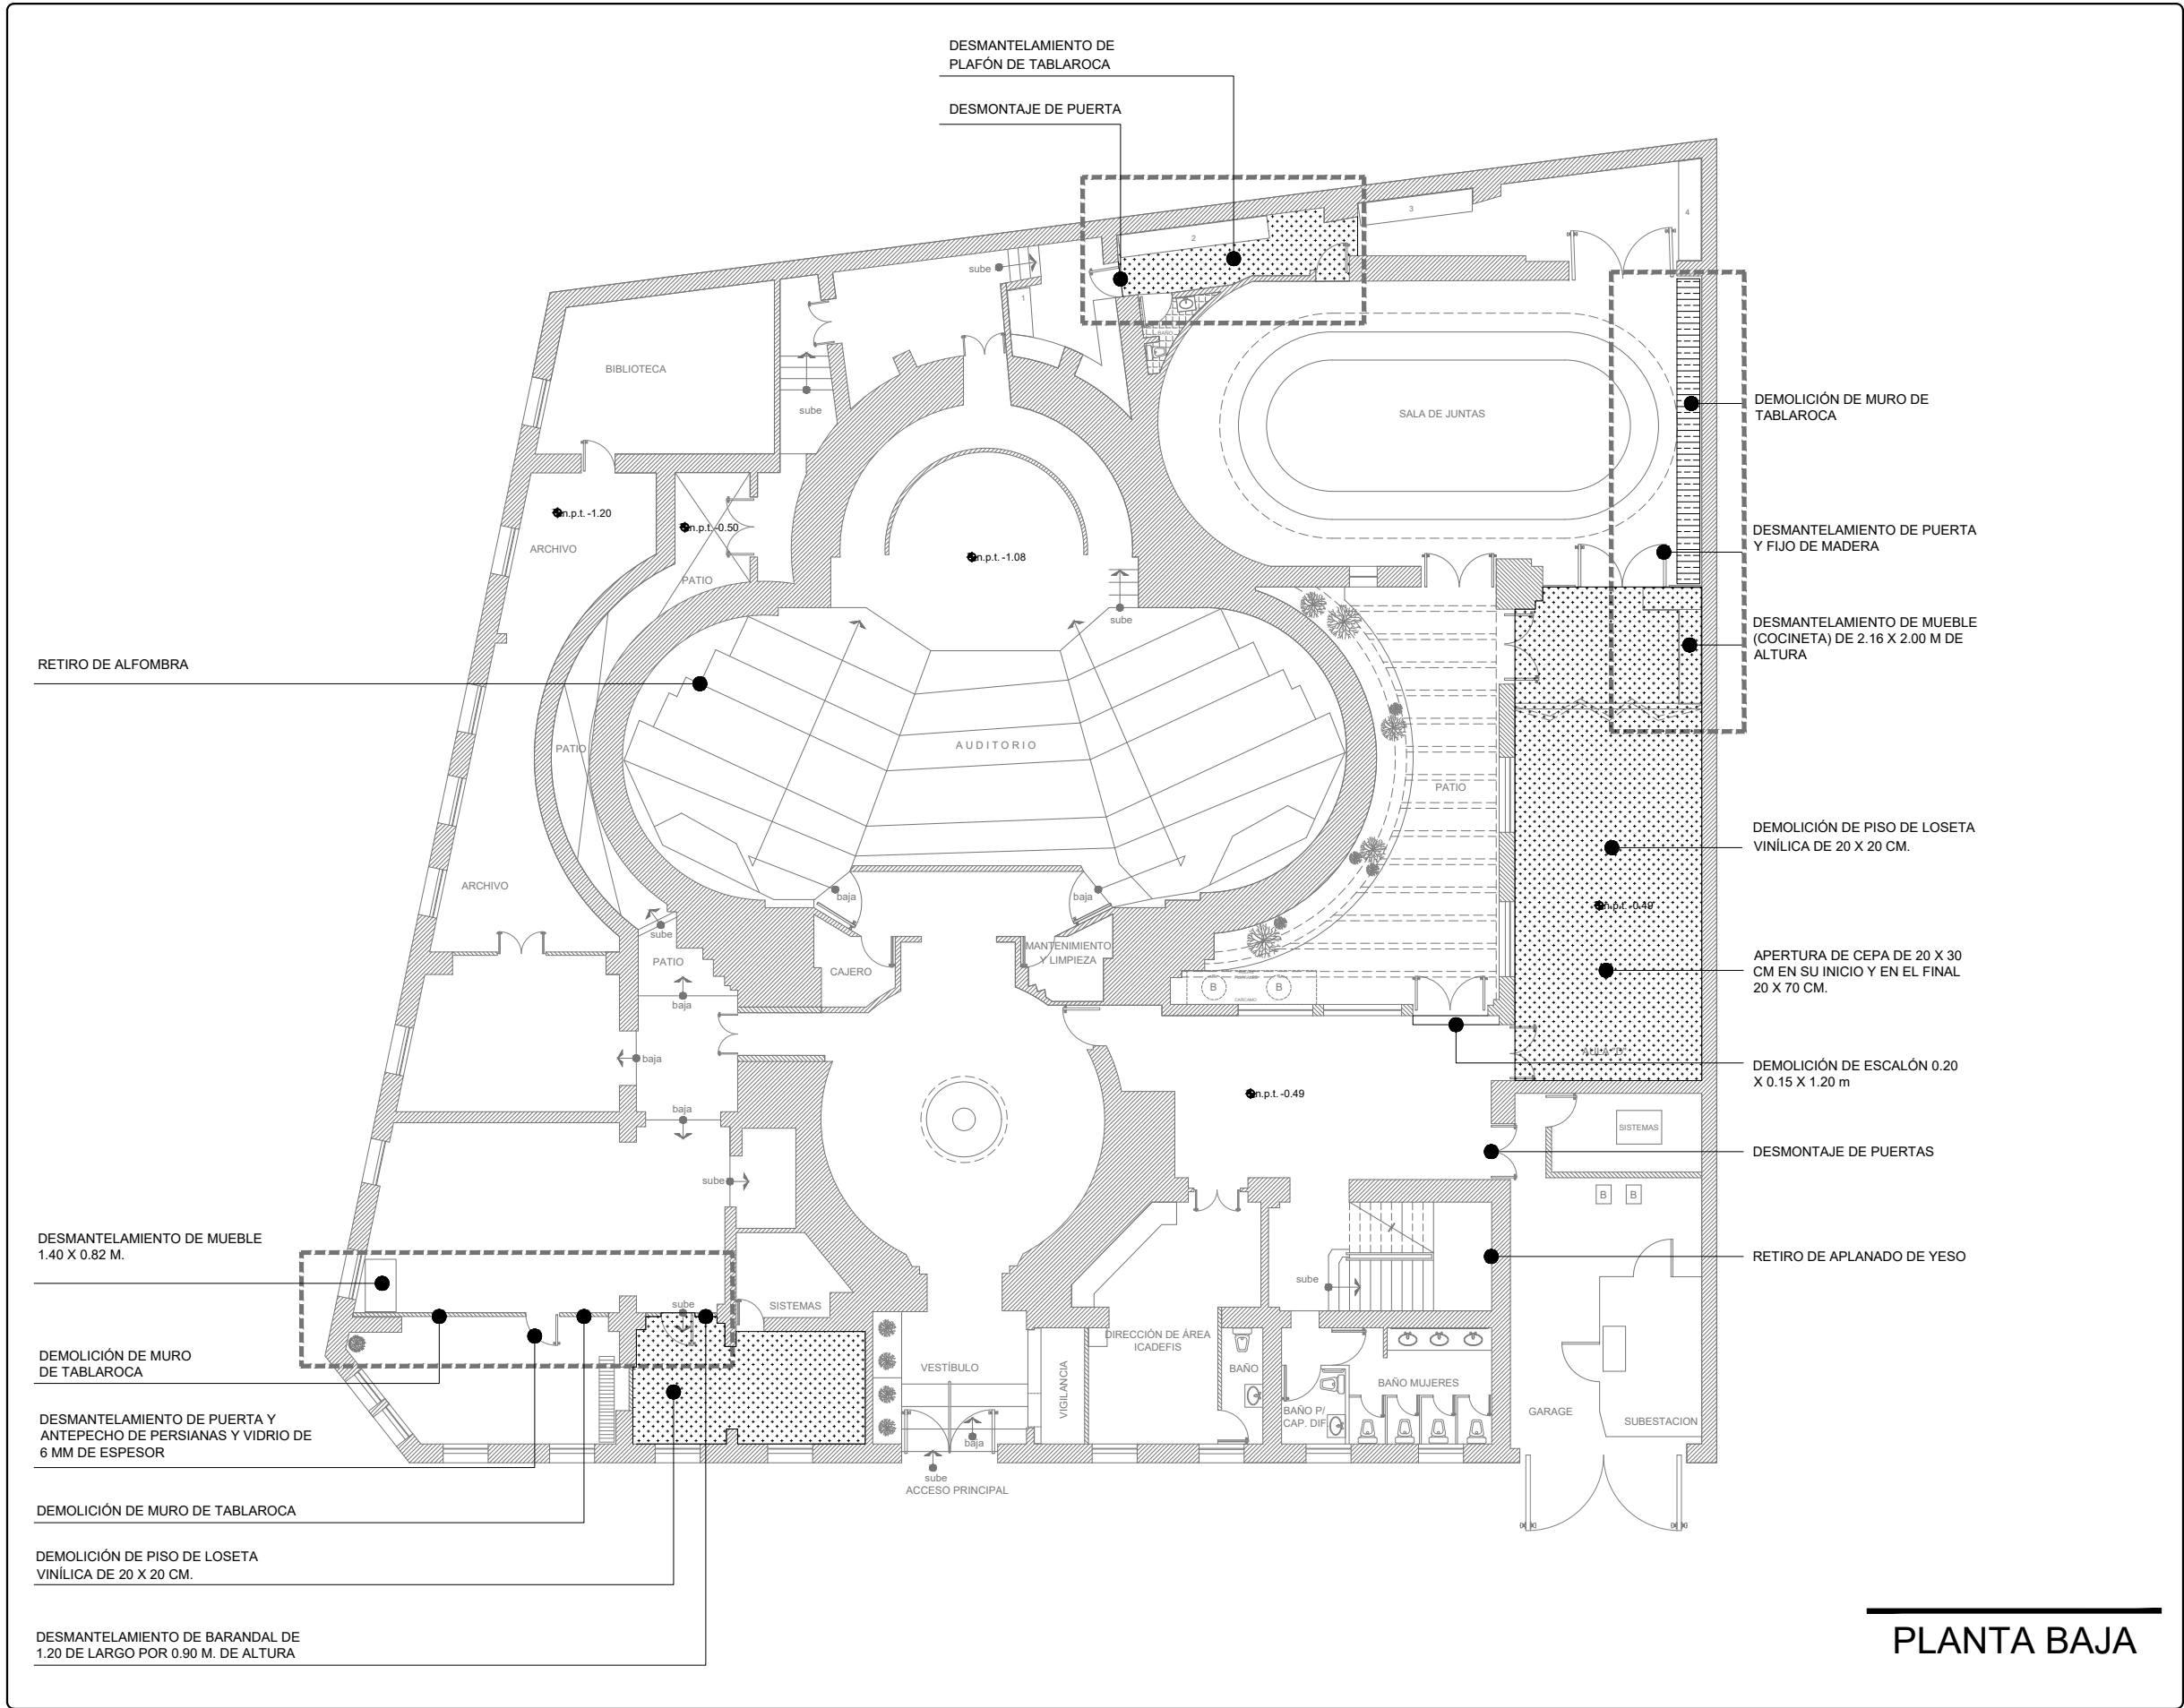 DESMANTELAMIENTO DE
PLAFÓN DE TABLAROCA
DESMONTAJE DE PUERTA
2
3
4
sube
1
BAÑO
BIBLIOTECA
sube
SALA DE JUNTAS
DEMOLICIÓN DE MURO DE
TABLAROCA
n.p.t. -1.20
n.p.t. -0.50
ARCHIVO
n.p.t. -1.08
PATIO
sube
DESMANTELAMIENTO DE PUERTA
Y FIJO DE MADERA
DESMANTELAMIENTO DE MUEBLE
(COCINETA) DE 2.16 X 2.00 M DE
ALTURA
RETIRO DE ALFOMBRA
PATIO
AUDITORIO
PATIO
DEMOLICIÓN DE PISO DE LOSETA
VINÍLICA DE 20 X 20 CM.
ARCHIVO
baja
baja
n.p.t. -0.49
sube
PATIO
CAJERO
MANTENIMIENTO
Y LIMPIEZA
B
B
CARCAMO
baja
APERTURA DE CEPA DE 20 X 30
CM EN SU INICIO Y EN EL FINAL
20 X 70 CM.
baja
AULA "D"
DEMOLICIÓN DE ESCALÓN 0.20
X 0.15 X 1.20 m
n.p.t. -0.49
baja
SISTEMAS
DESMONTAJE DE PUERTAS
sube
B
B
DESMANTELAMIENTO DE MUEBLE
1.40 X 0.82 M.
RETIRO DE APLANADO DE YESO
sube
sube
SISTEMAS
DIRECCIÓN DE ÁREA
ICADEFIS
DEMOLICIÓN DE MURO
DE TABLAROCA
VESTÍBULO
VIGILANCIA
BAÑO
BAÑO MUJERES
BAÑO P/
CAP. DIF.
GARAGE
SUBESTACION
DESMANTELAMIENTO DE PUERTA Y
ANTEPECHO DE PERSIANAS Y VIDRIO DE
6 MM DE ESPESOR
baja
sube
ACCESO PRINCIPAL
DEMOLICIÓN DE MURO DE TABLAROCA
DEMOLICIÓN DE PISO DE LOSETA
VINÍLICA DE 20 X 20 CM.
DESMANTELAMIENTO DE BARANDAL DE
1.20 DE LARGO POR 0.90 M. DE ALTURA
PLANTA BAJA